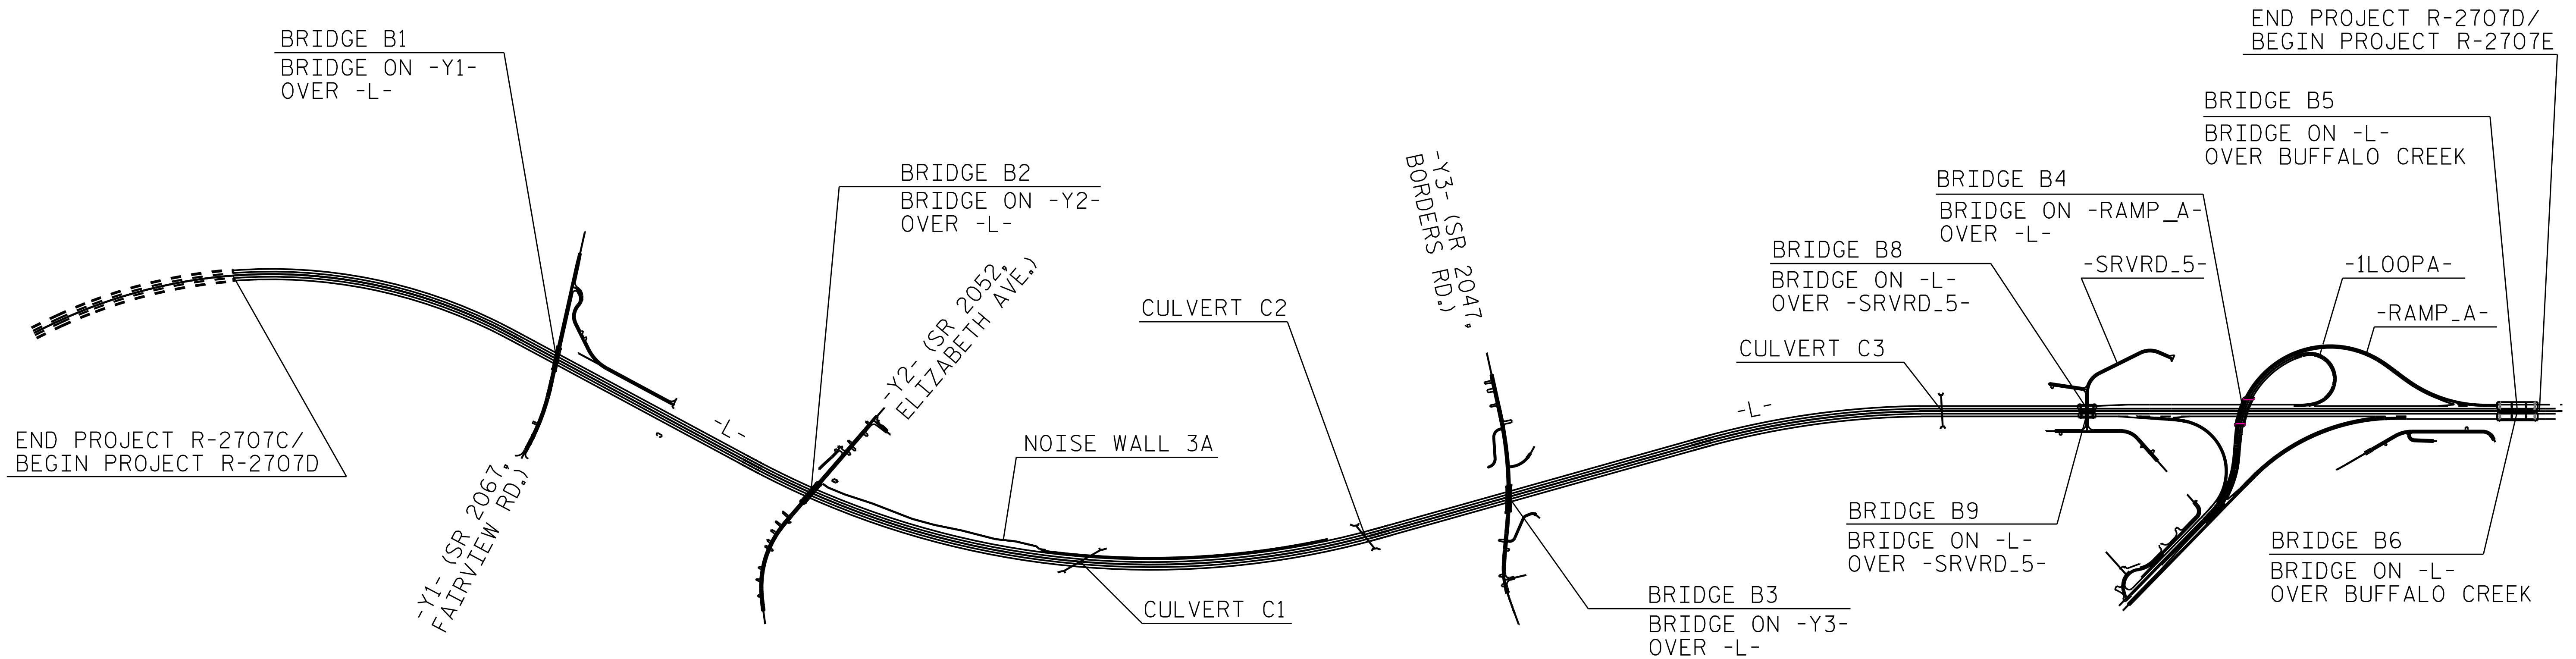 END PROJECT R-2707D/
BEGIN PROJECT R-2707E
BRIDGE B1
BRIDGE ON -Y1-
OVER -L-
BRIDGE B5
BRIDGE ON -L-
OVER BUFFALO CREEK
BRIDGE B2
BRIDGE ON -Y2-
OVER -L-
-Y3- (SR 2047,
BORDERS RD.)
BRIDGE B4
BRIDGE ON -RAMP_A-
OVER -L-
BRIDGE B8
BRIDGE ON -L-
OVER -SRVRD_5-
-SRVRD_5-
-1LOOPA-
-RAMP_A-
-Y2- (SR 2052,
ELIZABETH AVE.)
CULVERT C2
CULVERT C3
-L-
-L-
END PROJECT R-2707C/
BEGIN PROJECT R-2707D
NOISE WALL 3A
-Y1- (SR 2067,
FAIRVIEW RD.)
BRIDGE B9
BRIDGE ON -L-
OVER -SRVRD_5-
BRIDGE B6
BRIDGE ON -L-
OVER BUFFALO CREEK
CULVERT C1
BRIDGE B3
BRIDGE ON -Y3-
OVER -L-